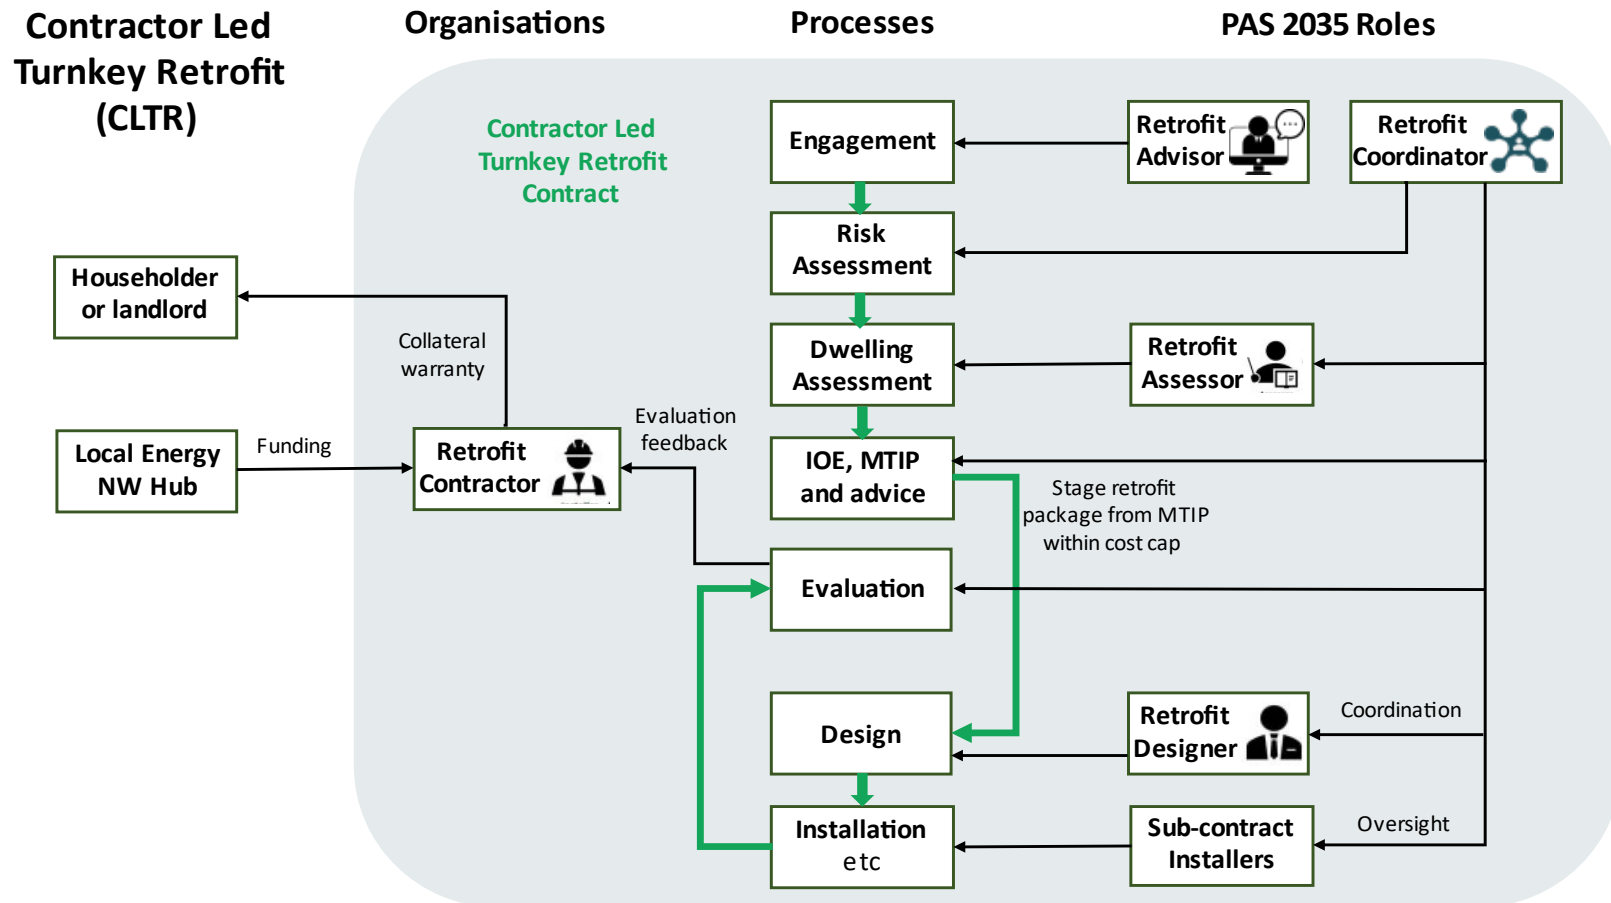 Contractor Led
Turnkey Retrofit
(CLTR)
Organisations
Processes
PAS 2035 Roles
Contractor Led
Turnkey Retrofit
Contract
Engagement
Retrofit
Advisor
Retrofit
Coordinator
Risk
Assessment
Householder
or landlord
Collateral
warranty
Dwelling
Assessment
Retrofit
Assessor
Local Energy
NW Hub
Funding
Retrofit
Contractor
Evaluation
feedback
IOE, MTIP
and advice
Stage retrofit
package from MTIP
within cost cap
Evaluation
Design
Retrofit
Designer
Coordination
Installation
etc
Sub-contract
Installers
Oversight